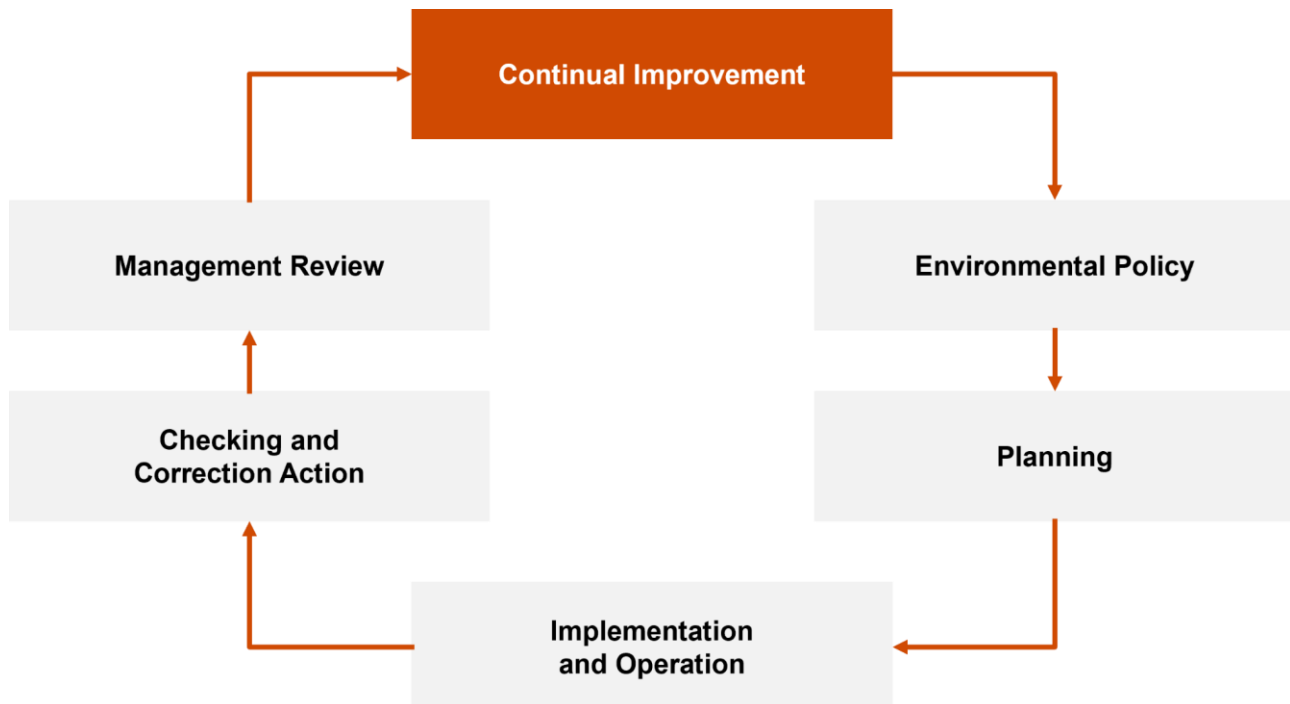 Continual Improvement
Environmental Policy
Planning
Implementation
and Operation
Checking and
Correction Action
Management Review